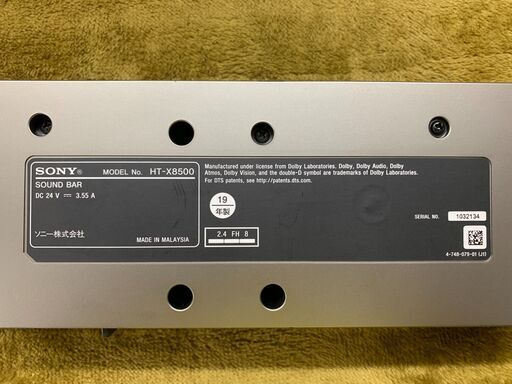 SONY® MODEL No. HT-X8500
SOUND BAR
DC 24 V ⎓ 3.55 A
ソニー株式会社
MADE IN MALAYSIA
Manufactured under license from Dolby Laboratories. Dolby, Dolby Audio, Dolby
Atmos, Dolby Vision, and the double-D symbol are trademarks of Dolby Laboratories.
For DTS patents, see http://patents.dts.com.
19
年製
2.4 FH 8
SERIAL NO. 1032134
4-748-079-01 (J1)